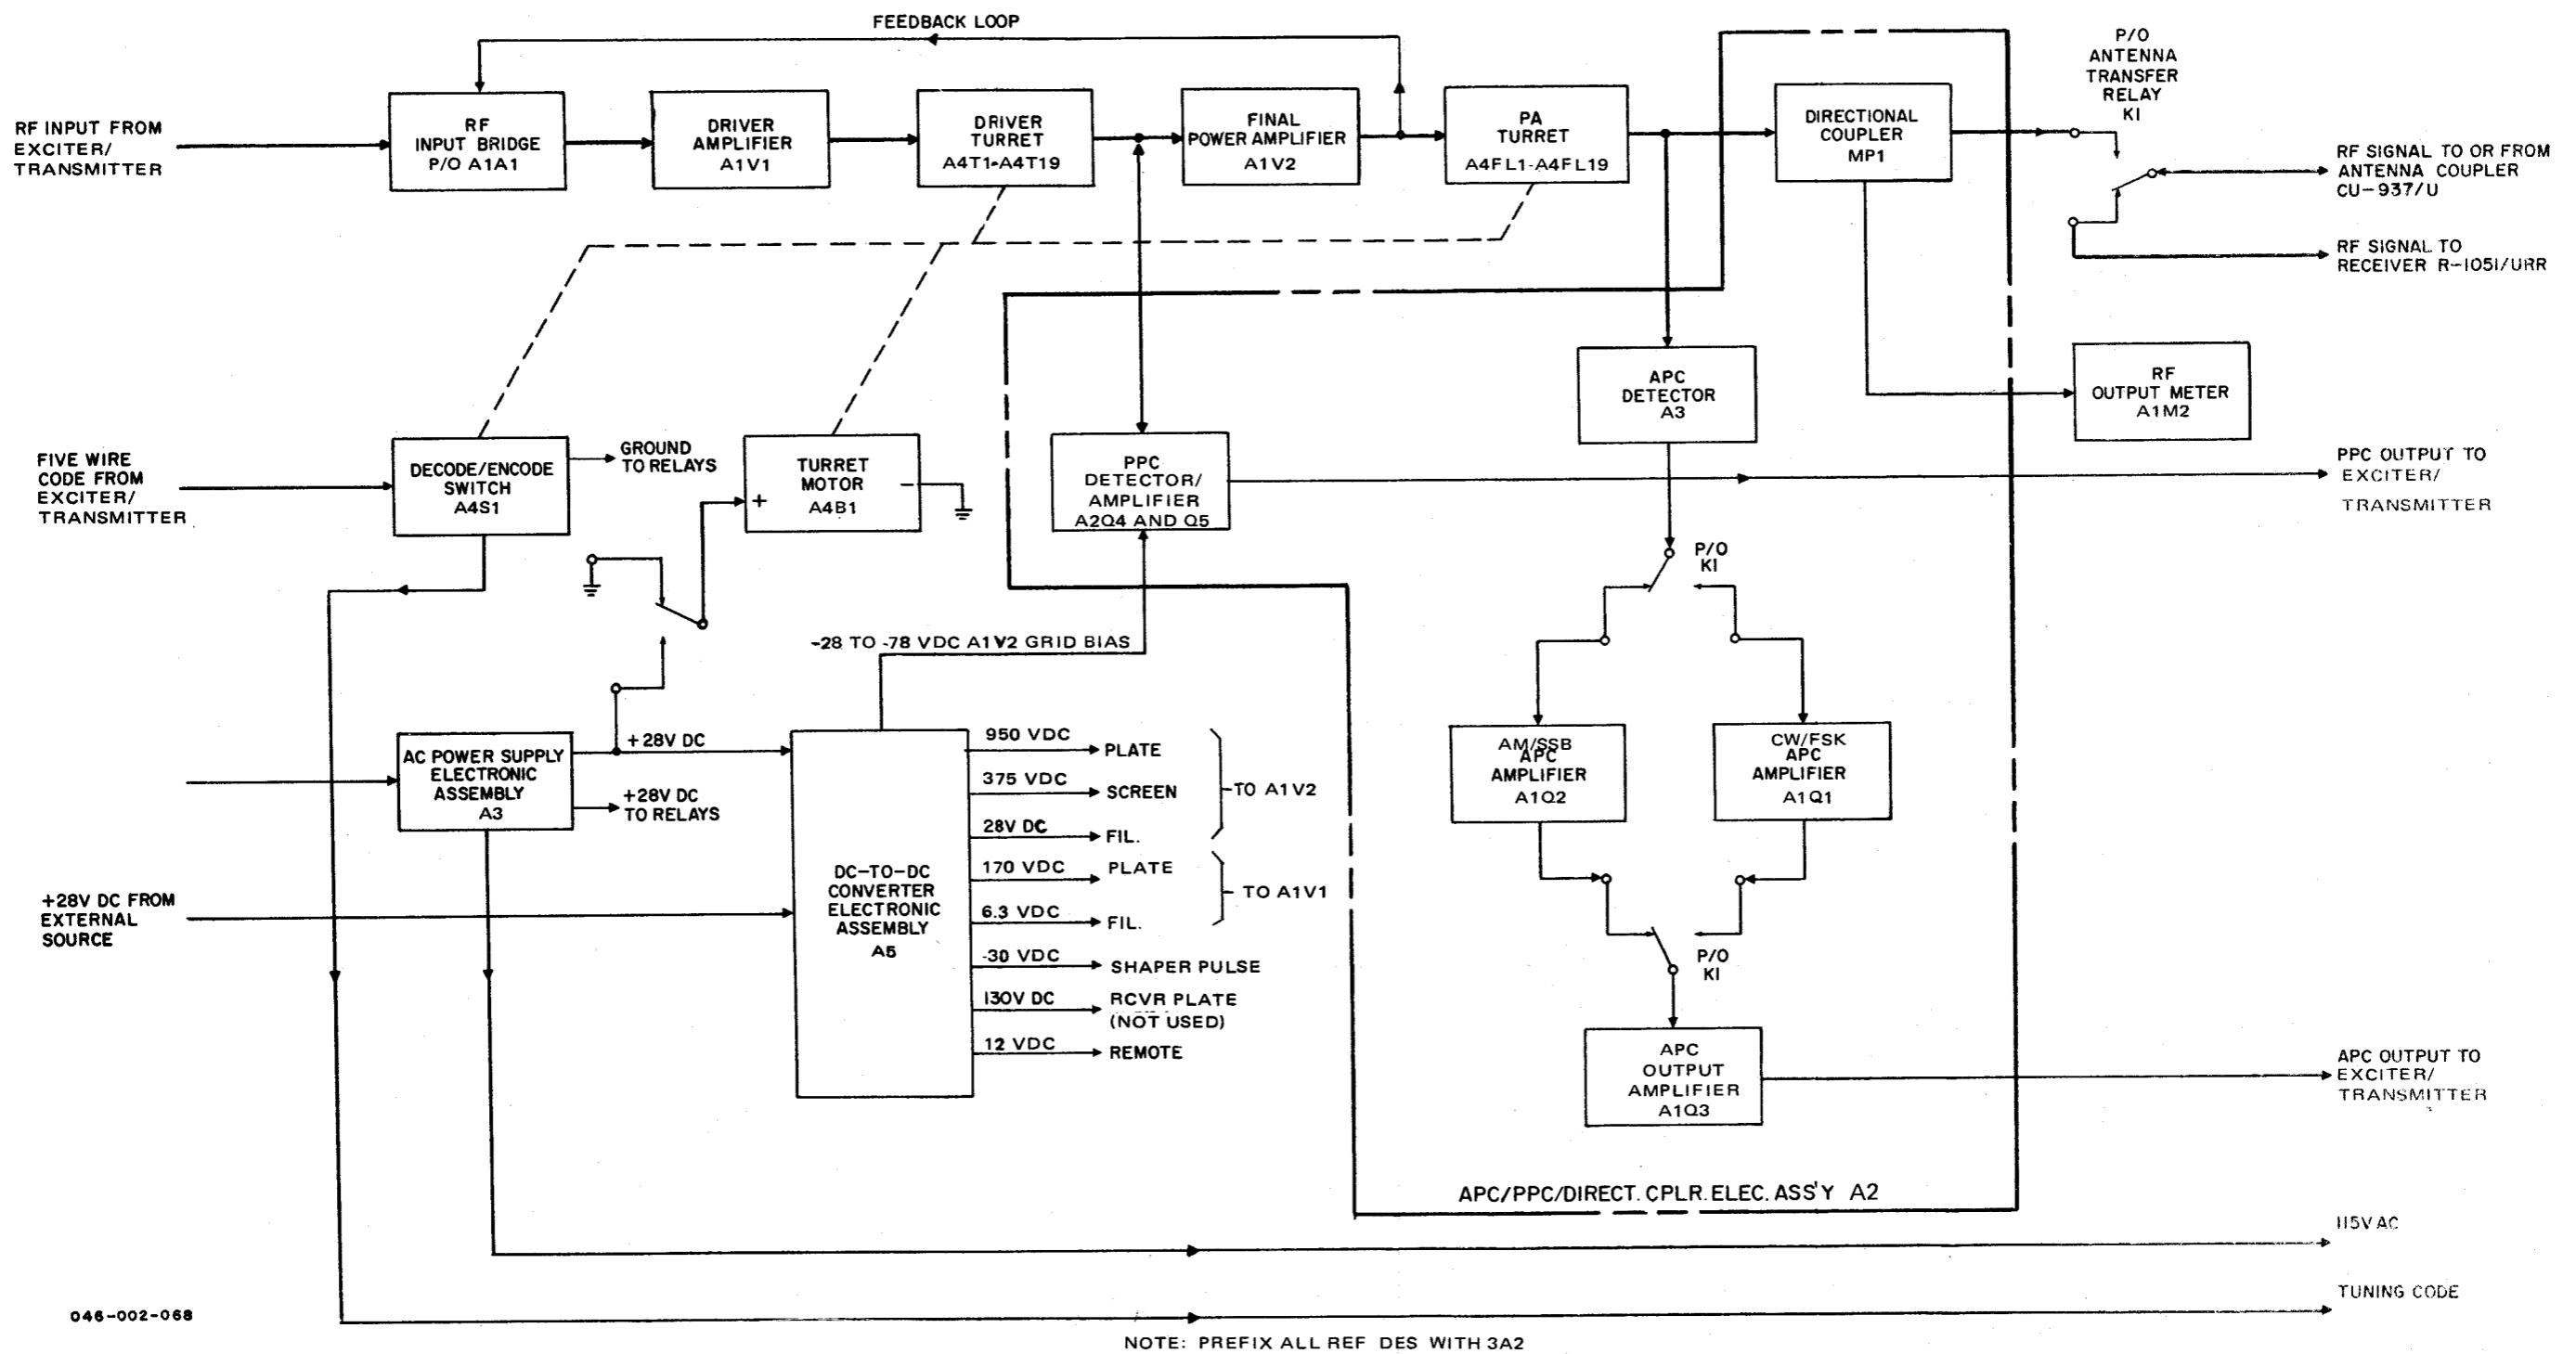 FEEDBACK LOOP
P/O
ANTENNA
TRANSFER
RELAY
K1
RF INPUT FROM
EXCITER/
TRANSMITTER
RF
INPUT BRIDGE
P/O A1A1
DRIVER
AMPLIFIER
A1V1
DRIVER
TURRET
A4T1-A4T19
FINAL
POWER AMPLIFIER
A1V2
PA
TURRET
A4FL1-A4FL19
DIRECTIONAL
COUPLER
MP1
RF SIGNAL TO OR FROM
ANTENNA COUPLER
CU-937/U
RF SIGNAL TO
RECEIVER R-1051/URR
APC
DETECTOR
A3
RF
OUTPUT METER
A1M2
FIVE WIRE
CODE FROM
EXCITER/
TRANSMITTER
DECODE/ENCODE
SWITCH
A4S1
GROUND
TO RELAYS
TURRET
MOTOR
A4B1
+
-
PPC
DETECTOR/
AMPLIFIER
A2Q4 AND Q5
PPC OUTPUT TO
EXCITER/
TRANSMITTER
P/O
K1
-28 TO -78 VDC A1V2 GRID BIAS
AC POWER SUPPLY
ELECTRONIC
ASSEMBLY
A3
+28V DC
+28V DC
TO RELAYS
+28V DC FROM
EXTERNAL
SOURCE
DC-TO-DC
CONVERTER
ELECTRONIC
ASSEMBLY
A5
950 VDC
PLATE
375 VDC
SCREEN
28V DC
FIL.
TO A1V2
170 VDC
PLATE
6.3 VDC
FIL.
TO A1V1
-30 VDC
SHAPER PULSE
130V DC
RCVR PLATE
(NOT USED)
12 VDC
REMOTE
AM/SSB
APC
AMPLIFIER
A1Q2
CW/FSK
APC
AMPLIFIER
A1Q1
P/O
K1
APC
OUTPUT
AMPLIFIER
A1Q3
APC OUTPUT TO
EXCITER/
TRANSMITTER
APC/PPC/DIRECT. CPLR. ELEC. ASS'Y A2
115V AC
TUNING CODE
046-002-068
NOTE: PREFIX ALL REF DES WITH 3A2